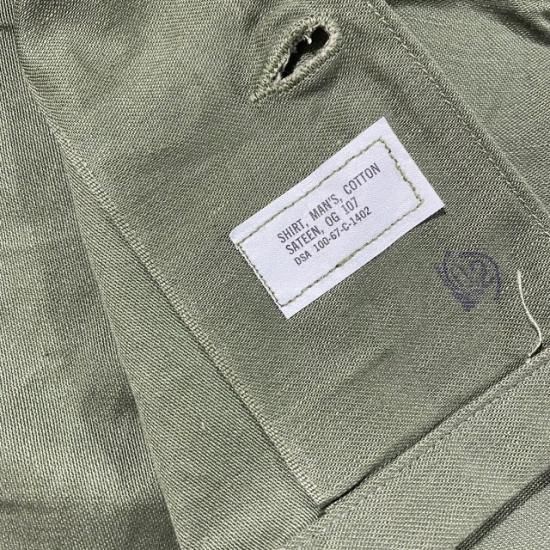 SHIRT, MAN'S, COTTON
SATEEN, OG 107
DSA 100-67-C-1402